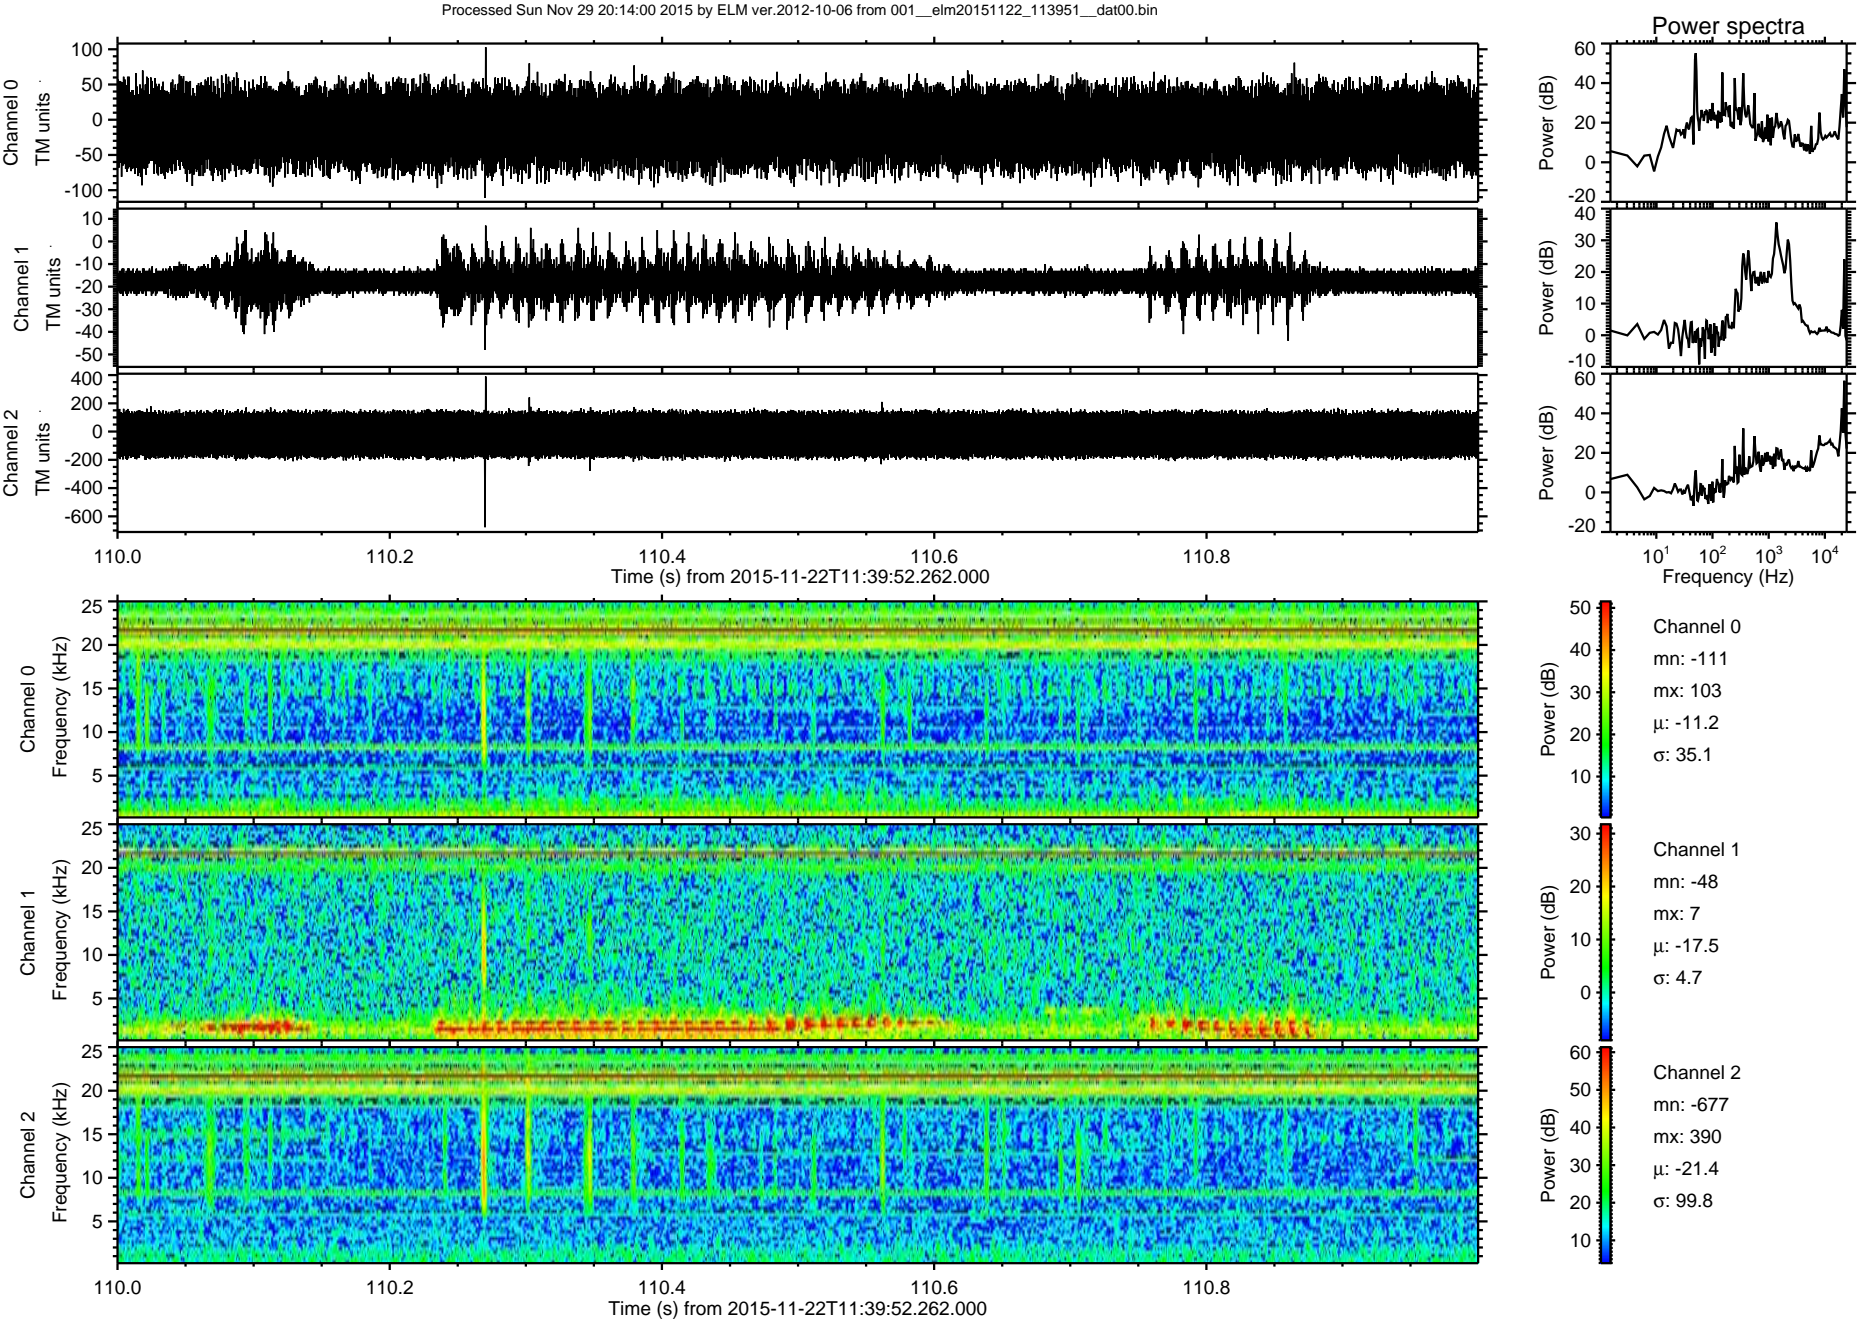 Processed Sun Nov 29 20:14:00 2015 by ELM ver.2012-10-06 from 001__elm20151122_113951__dat00.bin
Power spectra
Channel 0
TM units
100
50
0
-50
-100
Power (dB)
60
40
20
0
-20
Channel 1
TM units
10
0
-10
-20
-30
-40
-50
Power (dB)
40
30
20
10
0
-10
Channel 2
TM units
400
200
0
-200
-400
-600
Power (dB)
60
40
20
0
-20
110.0 110.2 110.4 110.6 110.8
Time (s) from 2015-11-22T11:39:52.262.000
10¹ 10² 10³ 10⁴
Frequency (Hz)
Channel 0
Frequency (kHz)
25
20
15
10
5
Power (dB)
50
40
30
20
10
Channel 0
mn: -111
mx: 103
μ: -11.2
σ: 35.1
Channel 1
Frequency (kHz)
25
20
15
10
5
Power (dB)
30
20
10
0
Channel 1
mn: -48
mx: 7
μ: -17.5
σ: 4.7
Channel 2
Frequency (kHz)
25
20
15
10
5
Power (dB)
60
50
40
30
20
10
Channel 2
mn: -677
mx: 390
μ: -21.4
σ: 99.8
110.0 110.2 110.4 110.6 110.8
Time (s) from 2015-11-22T11:39:52.262.000